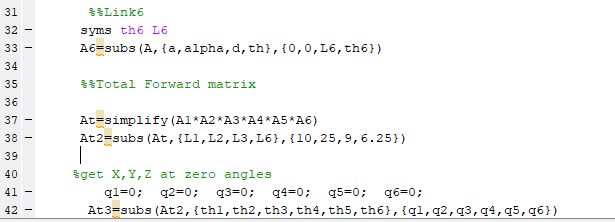 31 %%Link6
32 – syms th6 L6
33 – A6=subs(A,{a,alpha,d,th},{0,0,L6,th6})
34
35 %%Total Forward matrix
36
37 – At=simplify(A1*A2*A3*A4*A5*A6)
38 – At2=subs(At,{L1,L2,L3,L6},{10,25,9,6.25})
39
40 %get X,Y,Z at zero angles
41 – q1=0; q2=0; q3=0; q4=0; q5=0; q6=0;
42 – At3=subs(At2,{th1,th2,th3,th4,th5,th6},{q1,q2,q3,q4,q5,q6})